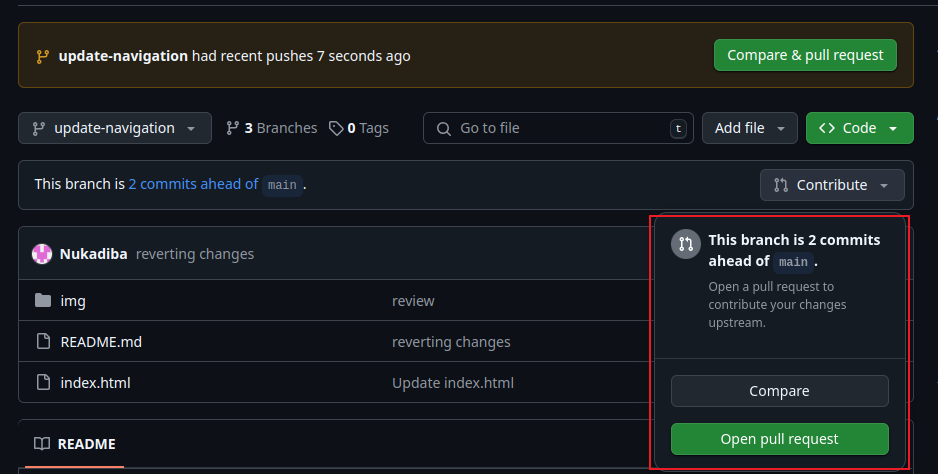 update-navigation had recent pushes 7 seconds ago
Compare & pull request
update-navigation
3 Branches
0 Tags
Go to file
t
Add file
<> Code
This branch is 2 commits ahead of main .
Contribute
Nukadiba reverting changes
img
review
README.md
reverting changes
index.html
Update index.html
This branch is 2 commits
ahead of main .
Open a pull request to
contribute your changes
upstream.
Compare
Open pull request
README